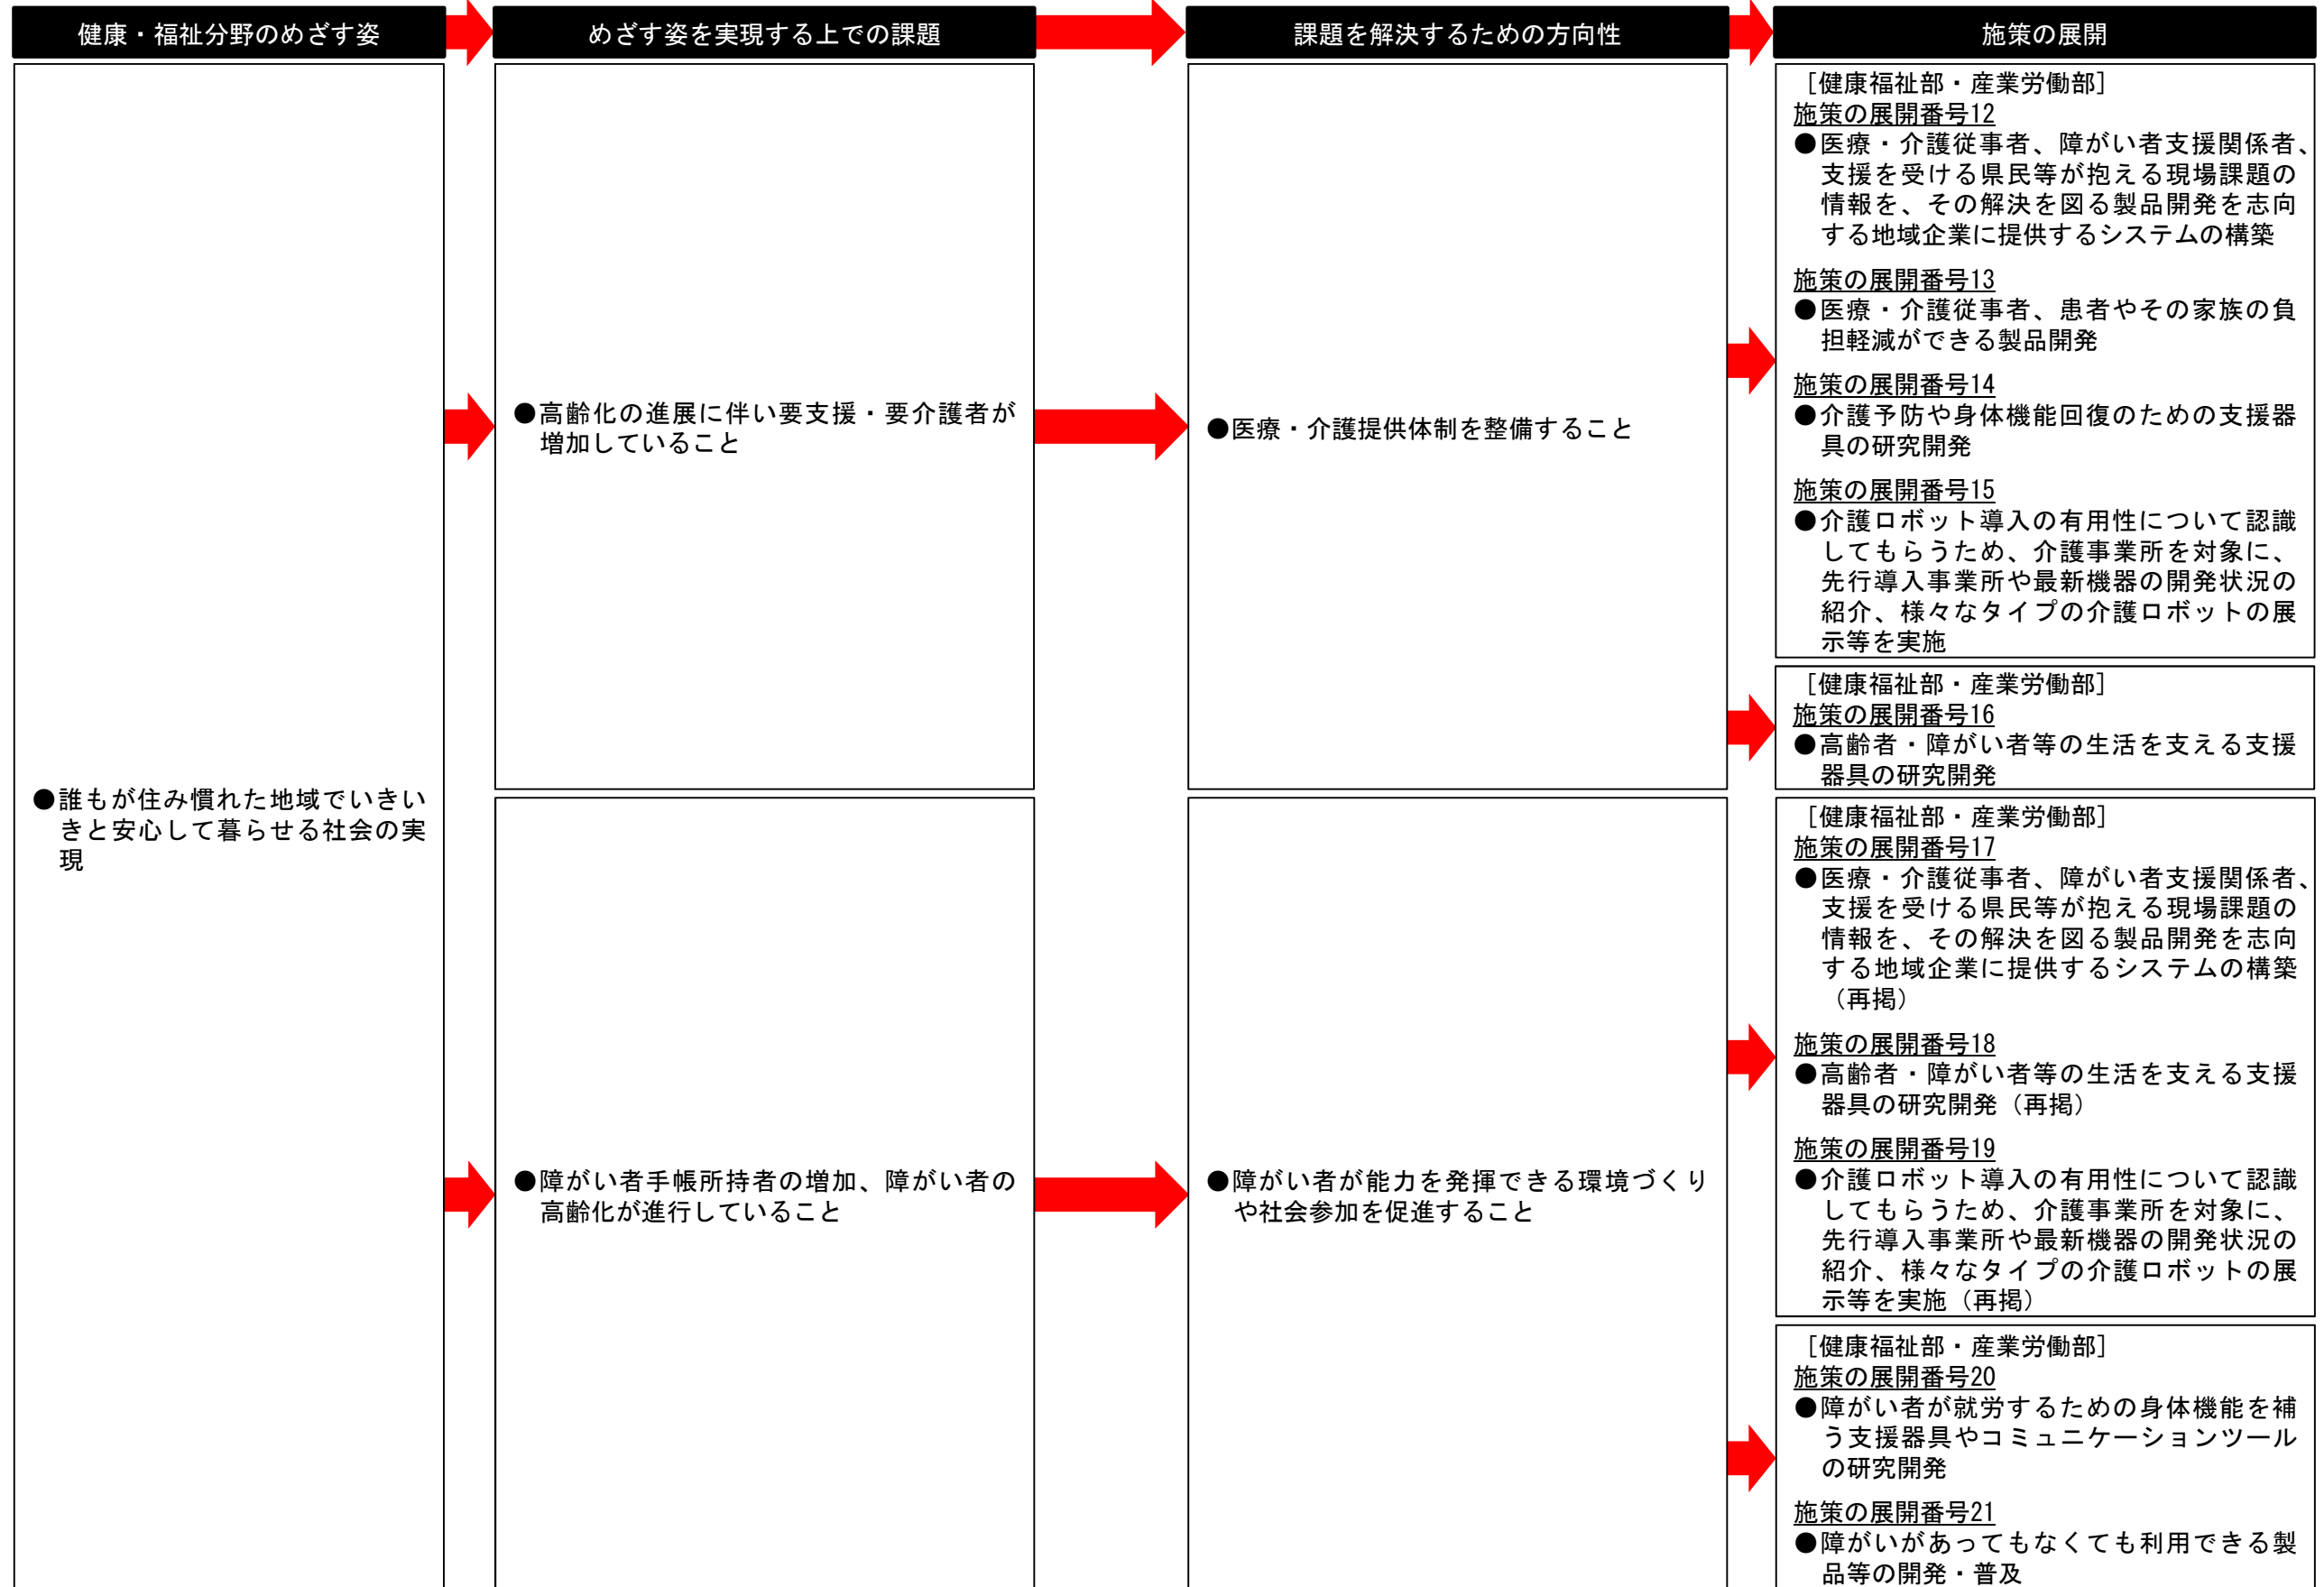 健康・福祉分野のめざす姿
めざす姿を実現する上での課題
課題を解決するための方向性
施策の展開
●誰もが住み慣れた地域でいきい
きと安心して暮らせる社会の実
現
●高齢化の進展に伴い要支援・要介護者が
増加していること
●医療・介護提供体制を整備すること
［健康福祉部・産業労働部］
施策の展開番号12
●医療・介護従事者、障がい者支援関係者、
支援を受ける県民等が抱える現場課題の
情報を、その解決を図る製品開発を志向
する地域企業に提供するシステムの構築
施策の展開番号13
●医療・介護従事者、患者やその家族の負
担軽減ができる製品開発
施策の展開番号14
●介護予防や身体機能回復のための支援器
具の研究開発
施策の展開番号15
●介護ロボット導入の有用性について認識
してもらうため、介護事業所を対象に、
先行導入事業所や最新機器の開発状況の
紹介、様々なタイプの介護ロボットの展
示等を実施
［健康福祉部・産業労働部］
施策の展開番号16
●高齢者・障がい者等の生活を支える支援
器具の研究開発
●障がい者手帳所持者の増加、障がい者の
高齢化が進行していること
●障がい者が能力を発揮できる環境づくり
や社会参加を促進すること
［健康福祉部・産業労働部］
施策の展開番号17
●医療・介護従事者、障がい者支援関係者、
支援を受ける県民等が抱える現場課題の
情報を、その解決を図る製品開発を志向
する地域企業に提供するシステムの構築
（再掲）
施策の展開番号18
●高齢者・障がい者等の生活を支える支援
器具の研究開発（再掲）
施策の展開番号19
●介護ロボット導入の有用性について認識
してもらうため、介護事業所を対象に、
先行導入事業所や最新機器の開発状況の
紹介、様々なタイプの介護ロボットの展
示等を実施（再掲）
［健康福祉部・産業労働部］
施策の展開番号20
●障がい者が就労するための身体機能を補
う支援器具やコミュニケーションツール
の研究開発
施策の展開番号21
●障がいがあってもなくても利用できる製
品等の開発・普及